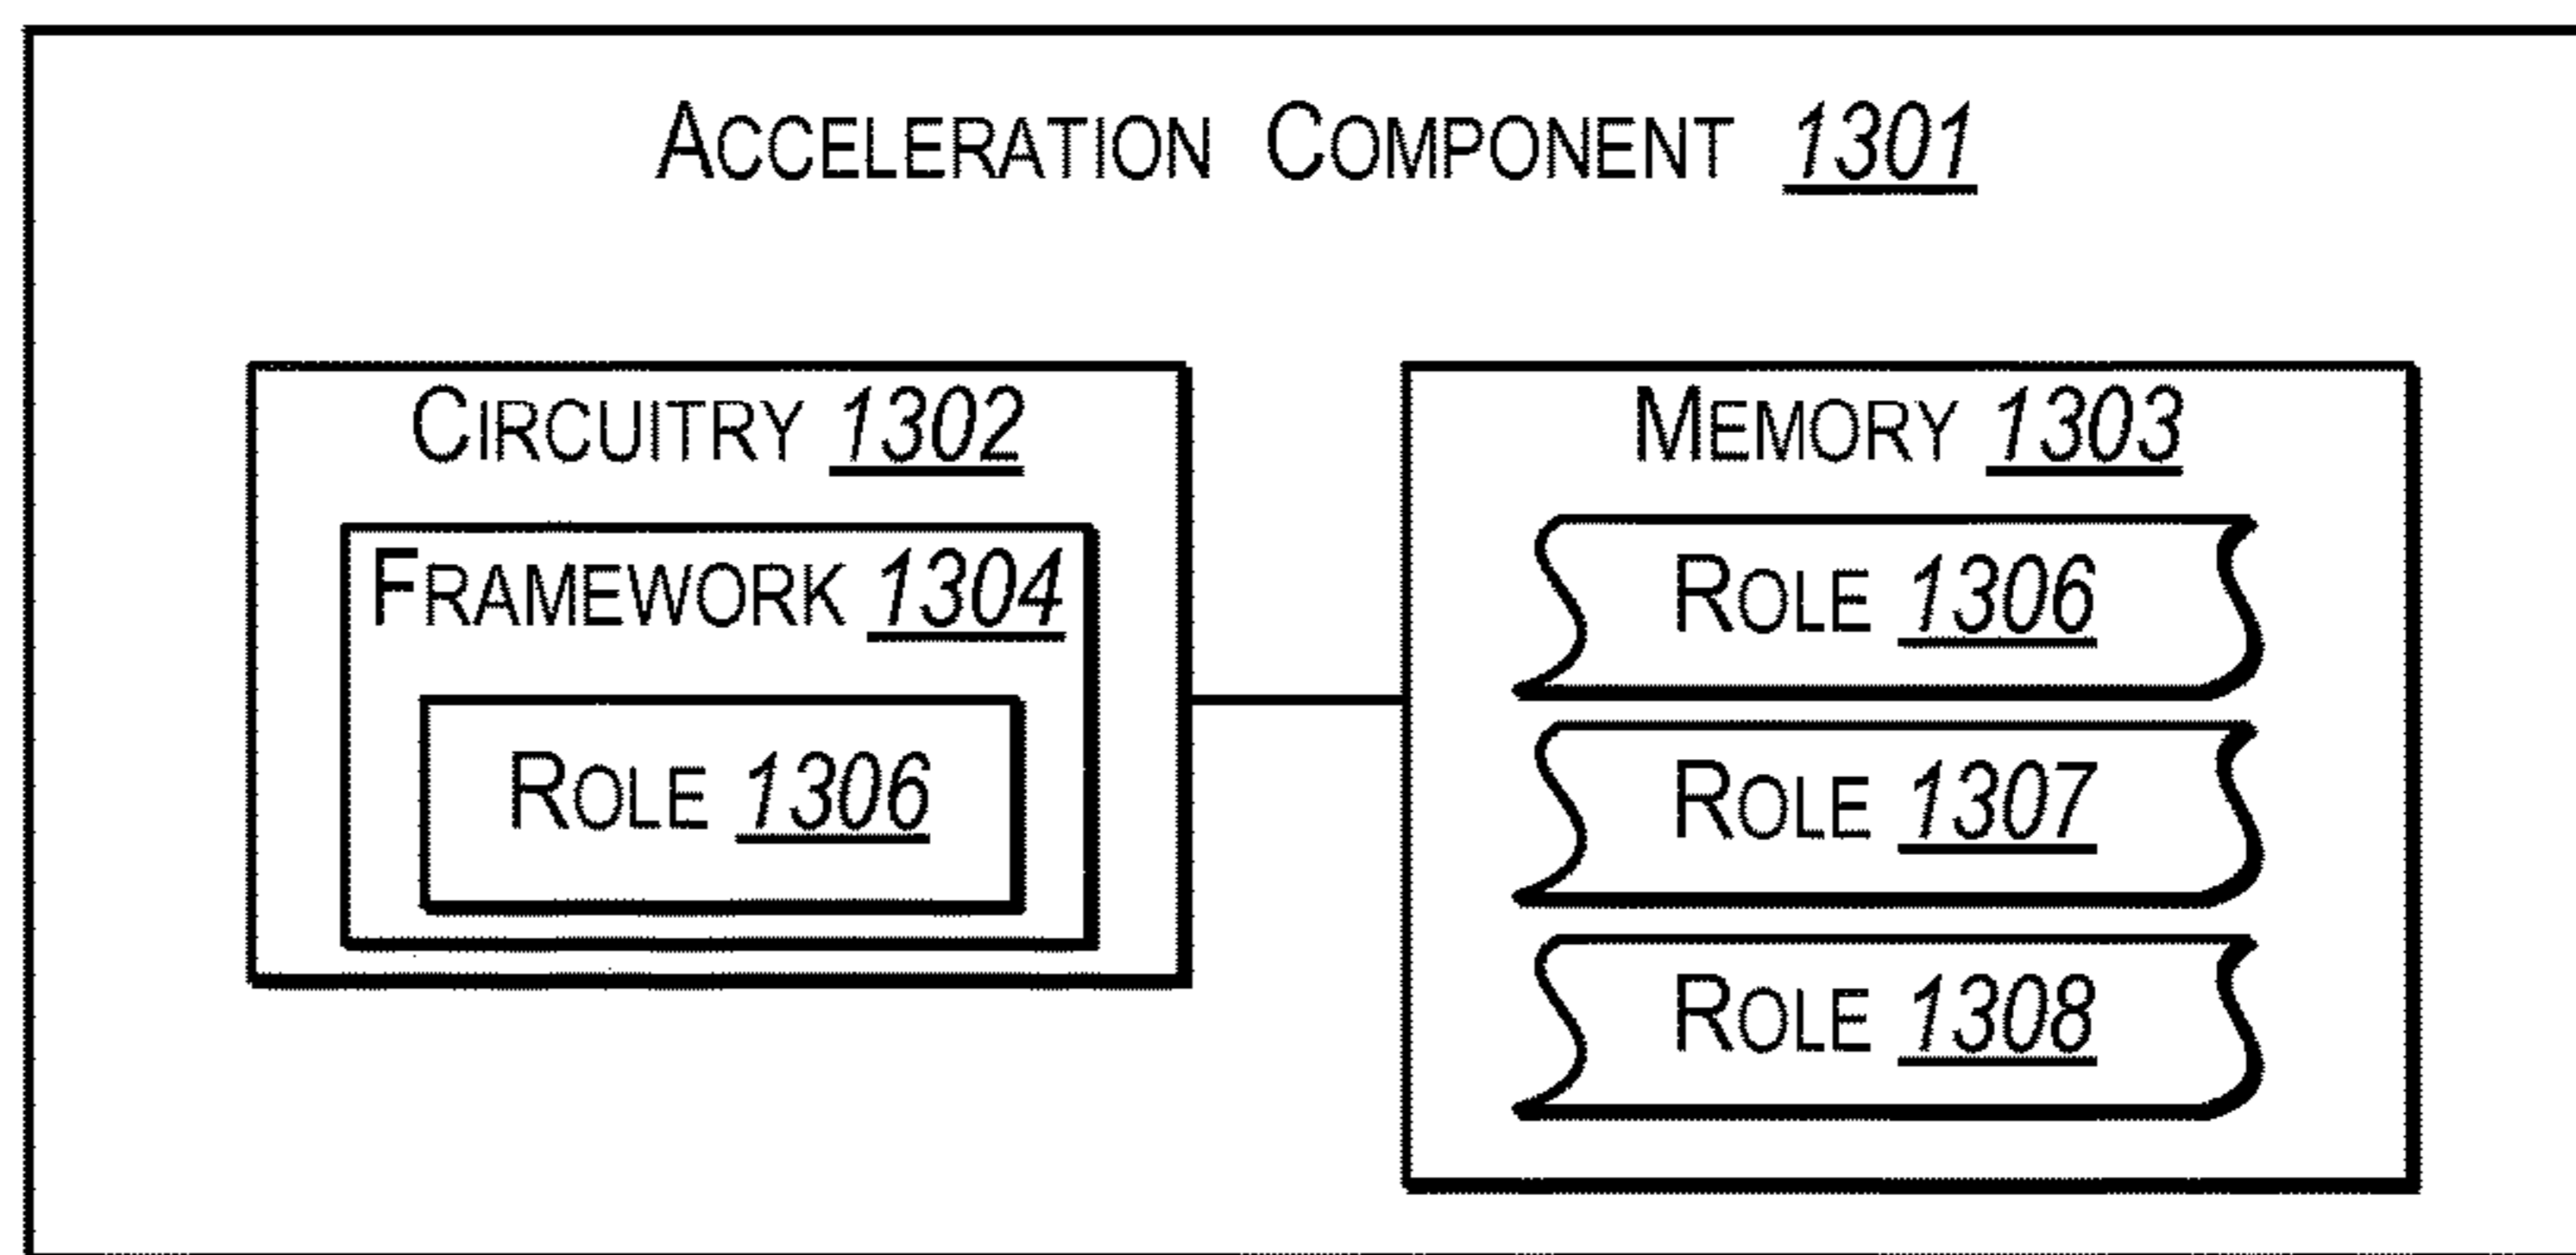 ACCELERATION COMPONENT 1301
CIRCUITRY 1302
FRAMEWORK 1304
ROLE 1306
MEMORY 1303
ROLE 1306
ROLE 1307
ROLE 1308